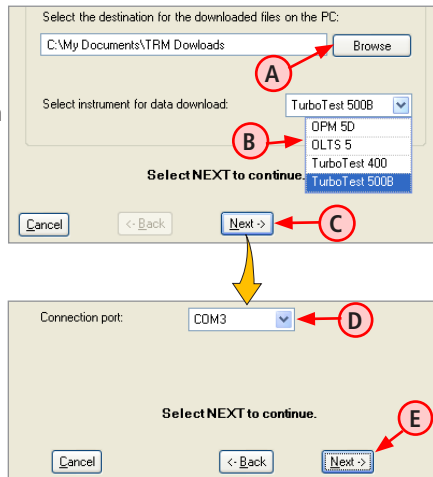 Select the destination for the downloaded files on the PC:
C:\My Documents\TRM Dowloads
Browse
A
Select instrument for data download:
TurboTest 500B
OPM 5D
OLTS 5
TurboTest 400
TurboTest 500B
B
Select NEXT to continue.
Cancel
<- Back
Next ->
C
Connection port:
COM3
D
Select NEXT to continue.
E
Cancel
<- Back
Next ->